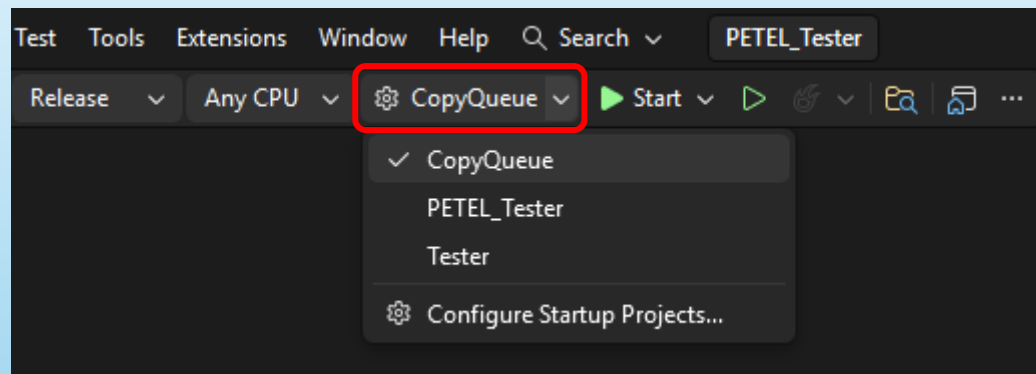 Test Tools Extensions Window Help Search PETEL_Tester
Release Any CPU CopyQueue Start
CopyQueue
PETEL_Tester
Tester
Configure Startup Projects...